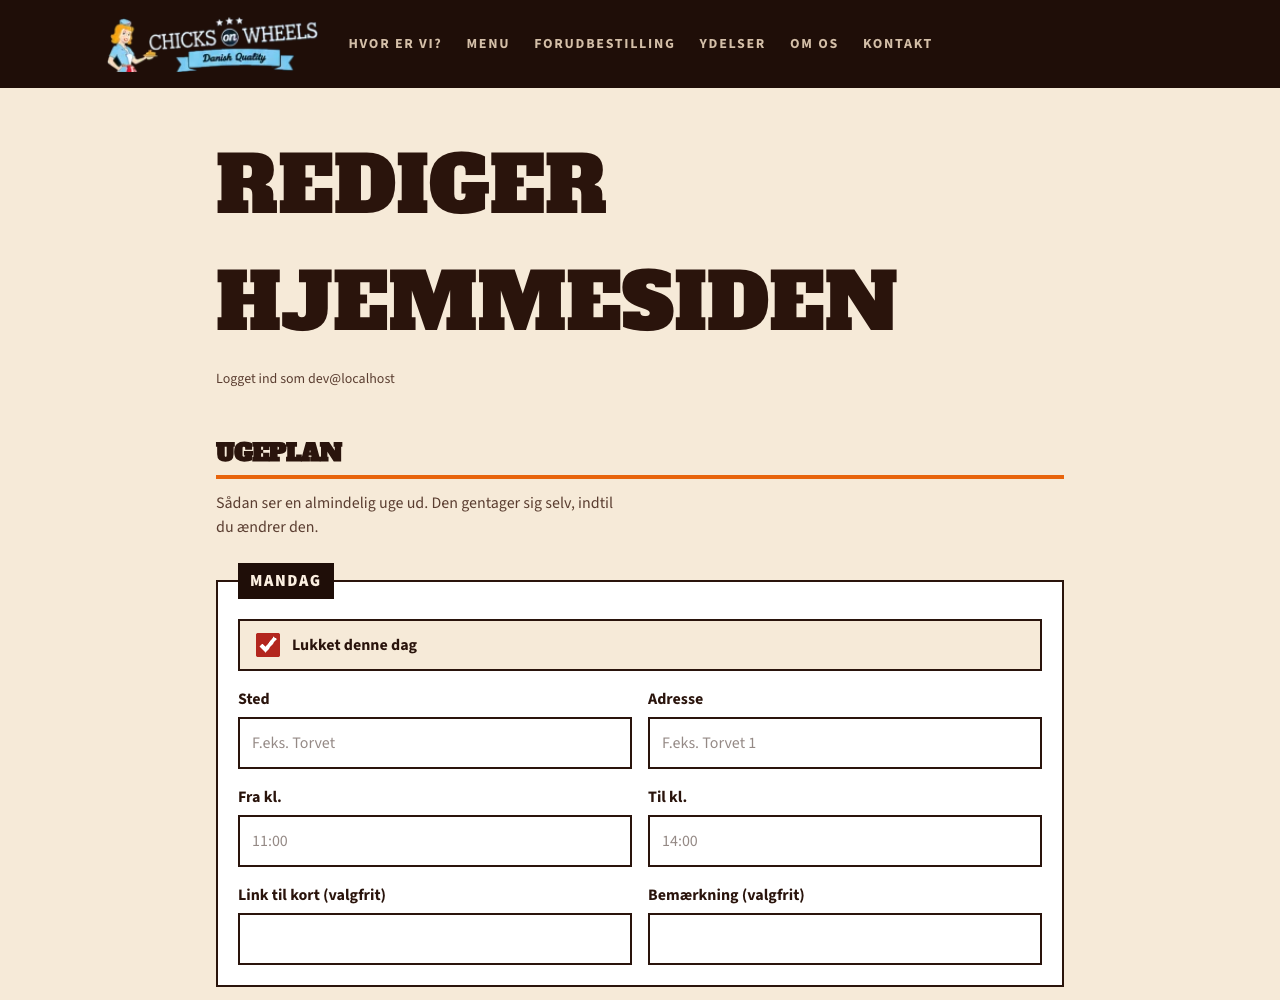 CHICKS on WHEELS
Danish Quality
HVOR ER VI? MENU FORUDBESTILLING YDELSER OM OS KONTAKT
REDIGER
HJEMMESIDEN
Logget ind som dev@localhost
UGEPLAN
Sådan ser en almindelig uge ud. Den gentager sig selv, indtil
du ændrer den.
MANDAG
Lukket denne dag
Sted Adresse
F.eks. Torvet F.eks. Torvet 1
Fra kl. Til kl.
11:00 14:00
Link til kort (valgfrit) Bemærkning (valgfrit)